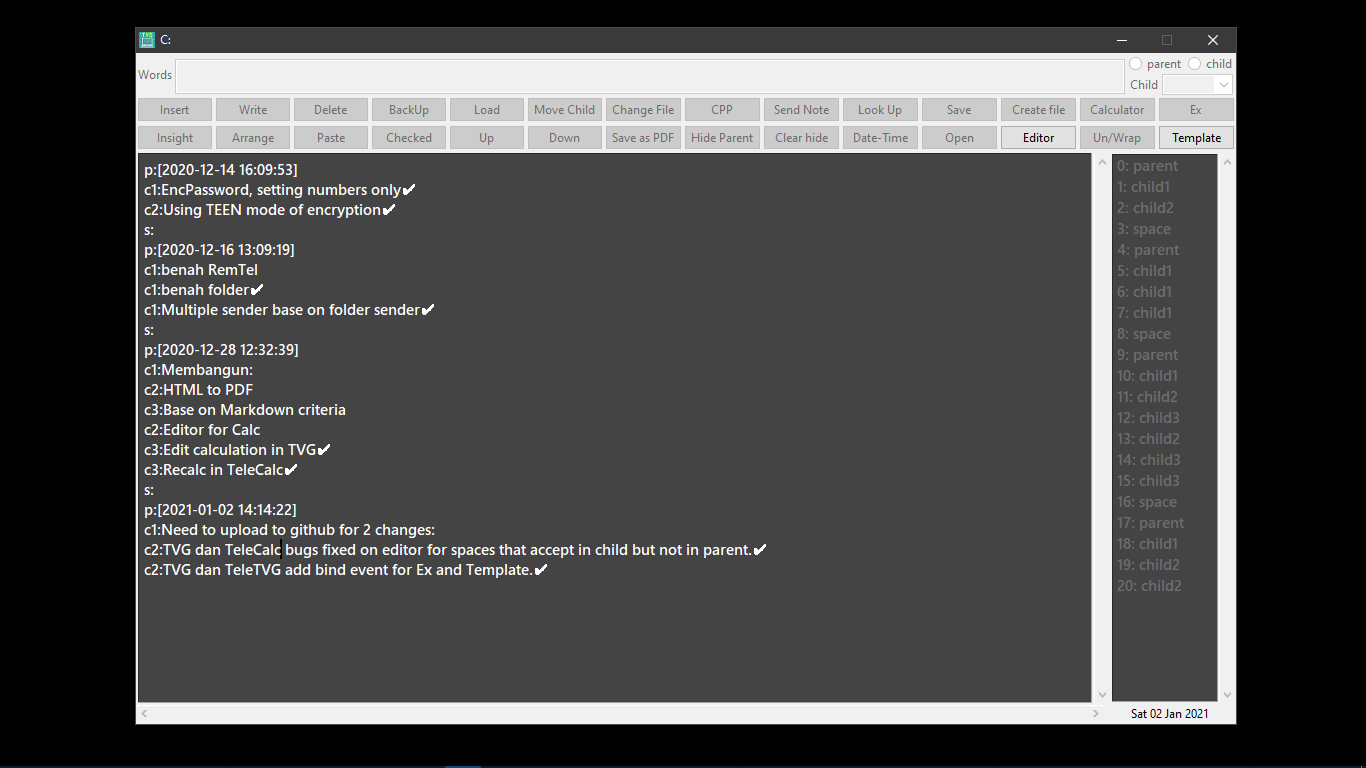 TVG
C:
Words
parent
child
Child
Insert Write Delete BackUp Load Move Child Change File CPP Send Note Look Up Save Create file Calculator Ex
Insight Arrange Paste Checked Up Down Save as PDF Hide Parent Clear hide Date-Time Open Editor Un/Wrap Template
p:[2020-12-14 16:09:53]
c1:EncPassword, setting numbers only✔
c2:Using TEEN mode of encryption✔
s:
p:[2020-12-16 13:09:19]
c1:benah RemTel
c1:benah folder✔
c1:Multiple sender base on folder sender✔
s:
p:[2020-12-28 12:32:39]
c1:Membangun:
c2:HTML to PDF
c3:Base on Markdown criteria
c2:Editor for Calc
c3:Edit calculation in TVG✔
c3:Recalc in TeleCalc✔
s:
p:[2021-01-02 14:14:22]
c1:Need to upload to github for 2 changes:
c2:TVG dan TeleCalc bugs fixed on editor for spaces that accept in child but not in parent.✔
c2:TVG dan TeleTVG add bind event for Ex and Template.✔
0: parent
1: child1
2: child2
3: space
4: parent
5: child1
6: child1
7: child1
8: space
9: parent
10: child1
11: child2
12: child3
13: child2
14: child3
15: child3
16: space
17: parent
18: child1
19: child2
20: child2
Sat 02 Jan 2021